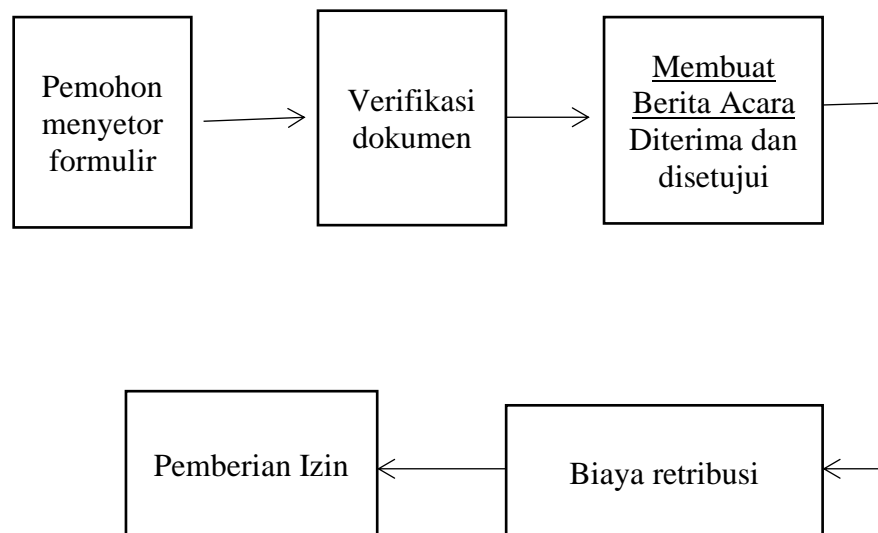 Pemohon
menyetor
formulir
Verifikasi
dokumen
Membuat
Berita Acara
Diterima dan
disetujui
Pemberian Izin
Biaya retribusi